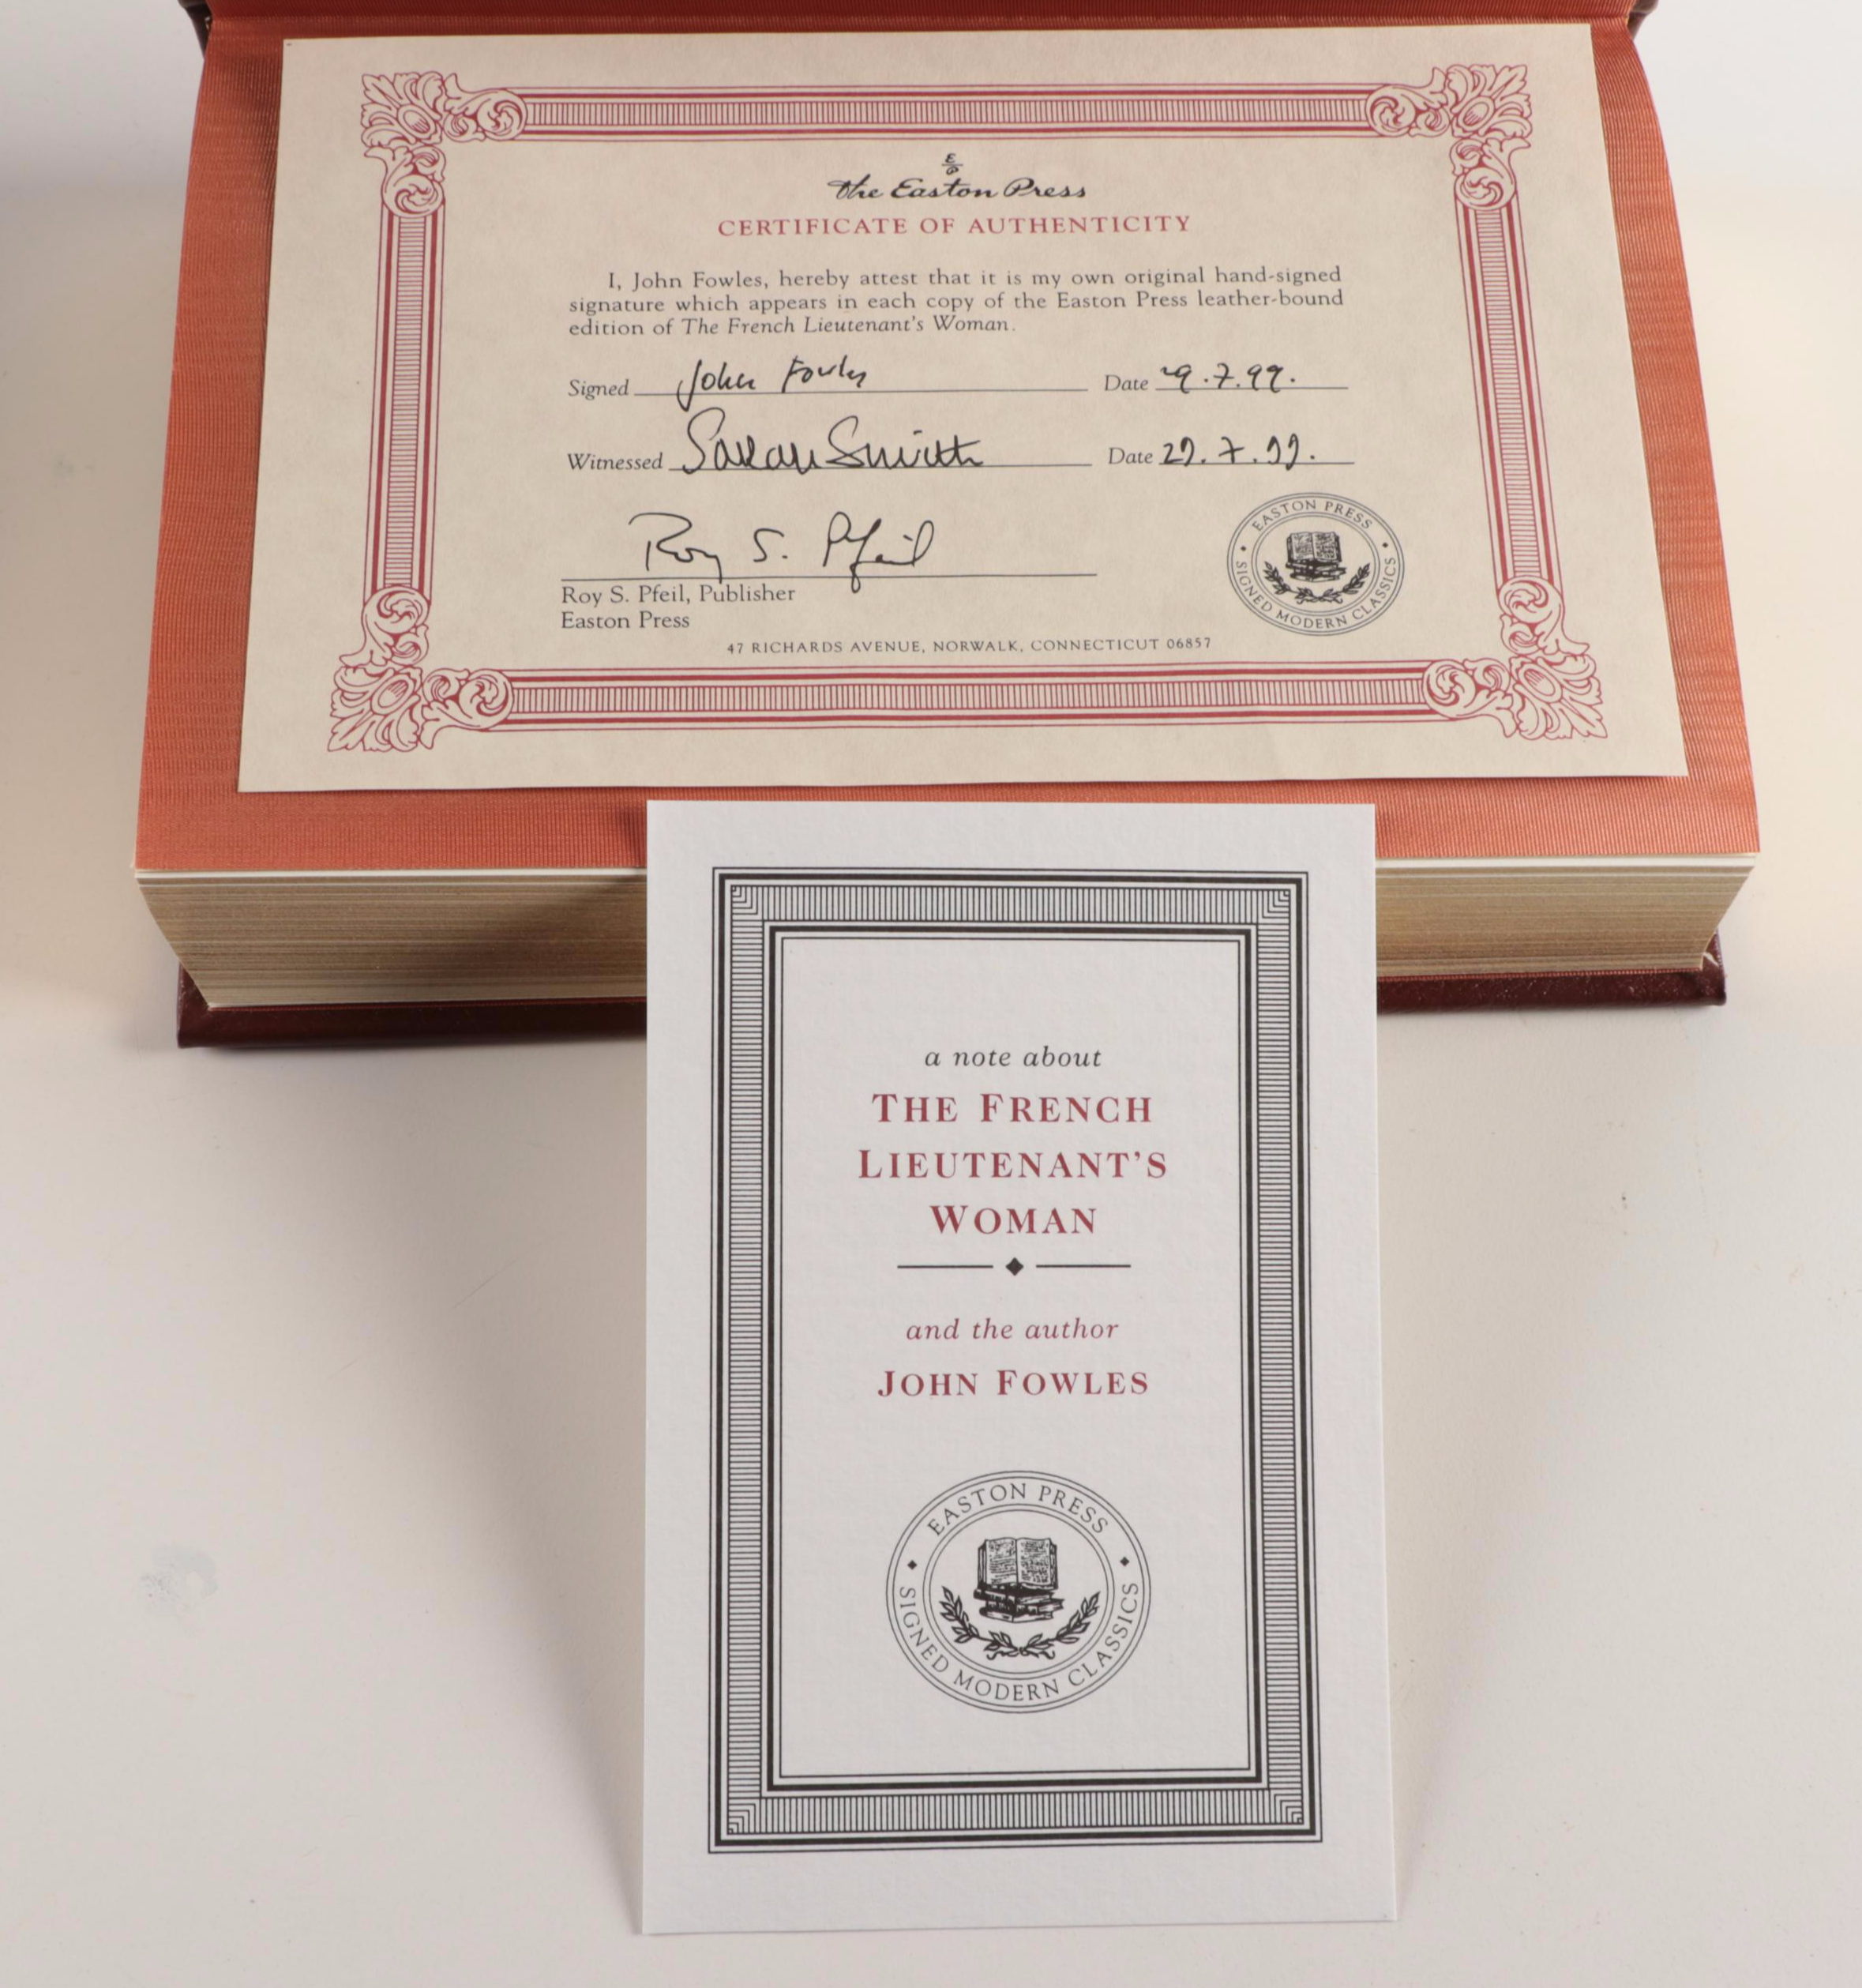 E
P
the Easton Press
CERTIFICATE OF AUTHENTICITY
I, John Fowles, hereby attest that it is my own original hand-signed
signature which appears in each copy of the Easton Press leather-bound
edition of The French Lieutenant's Woman.
Signed John Fowles Date 29.7.99.
Witnessed Sarah Smith Date 29.7.99.
Roy S. Pfeil
Roy S. Pfeil, Publisher
Easton Press
EASTON PRESS
SIGNED MODERN CLASSICS
47 RICHARDS AVENUE, NORWALK, CONNECTICUT 06857
a note about
THE FRENCH
LIEUTENANT'S
WOMAN
and the author
JOHN FOWLES
EASTON PRESS
SIGNED MODERN CLASSICS